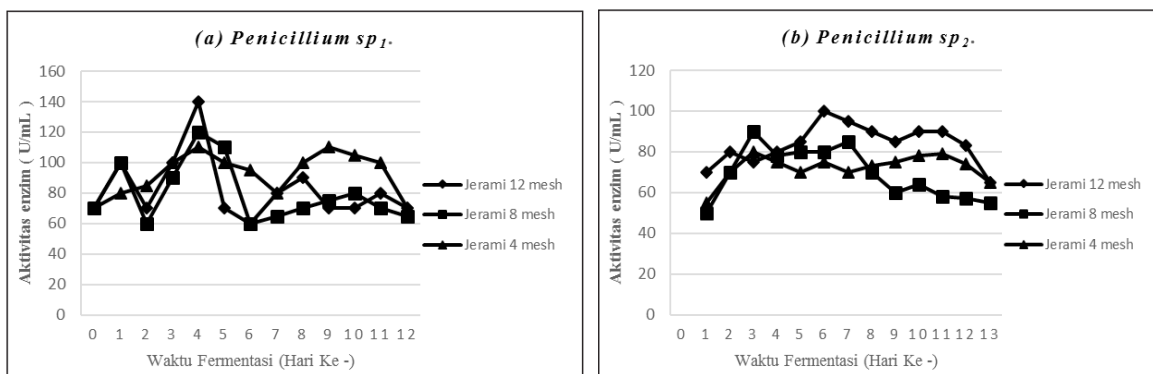 (a) Penicillium sp1.
160
140
120
100
80
60
40
20
0
Aktivitas enzim ( U/mL )
0 1 2 3 4 5 6 7 8 9 10 11 12
Waktu Fermentasi (Hari Ke -)
Jerami 12 mesh
Jerami 8 mesh
Jerami 4 mesh
(b) Penicillium sp2.
120
100
80
60
40
20
0
Aktivitas enzim ( U/mL )
0 1 2 3 4 5 6 7 8 9 10 11 12 13
Waktu Fermentasi (Hari Ke -)
Jerami 12 mesh
Jerami 8 mesh
Jerami 4 mesh